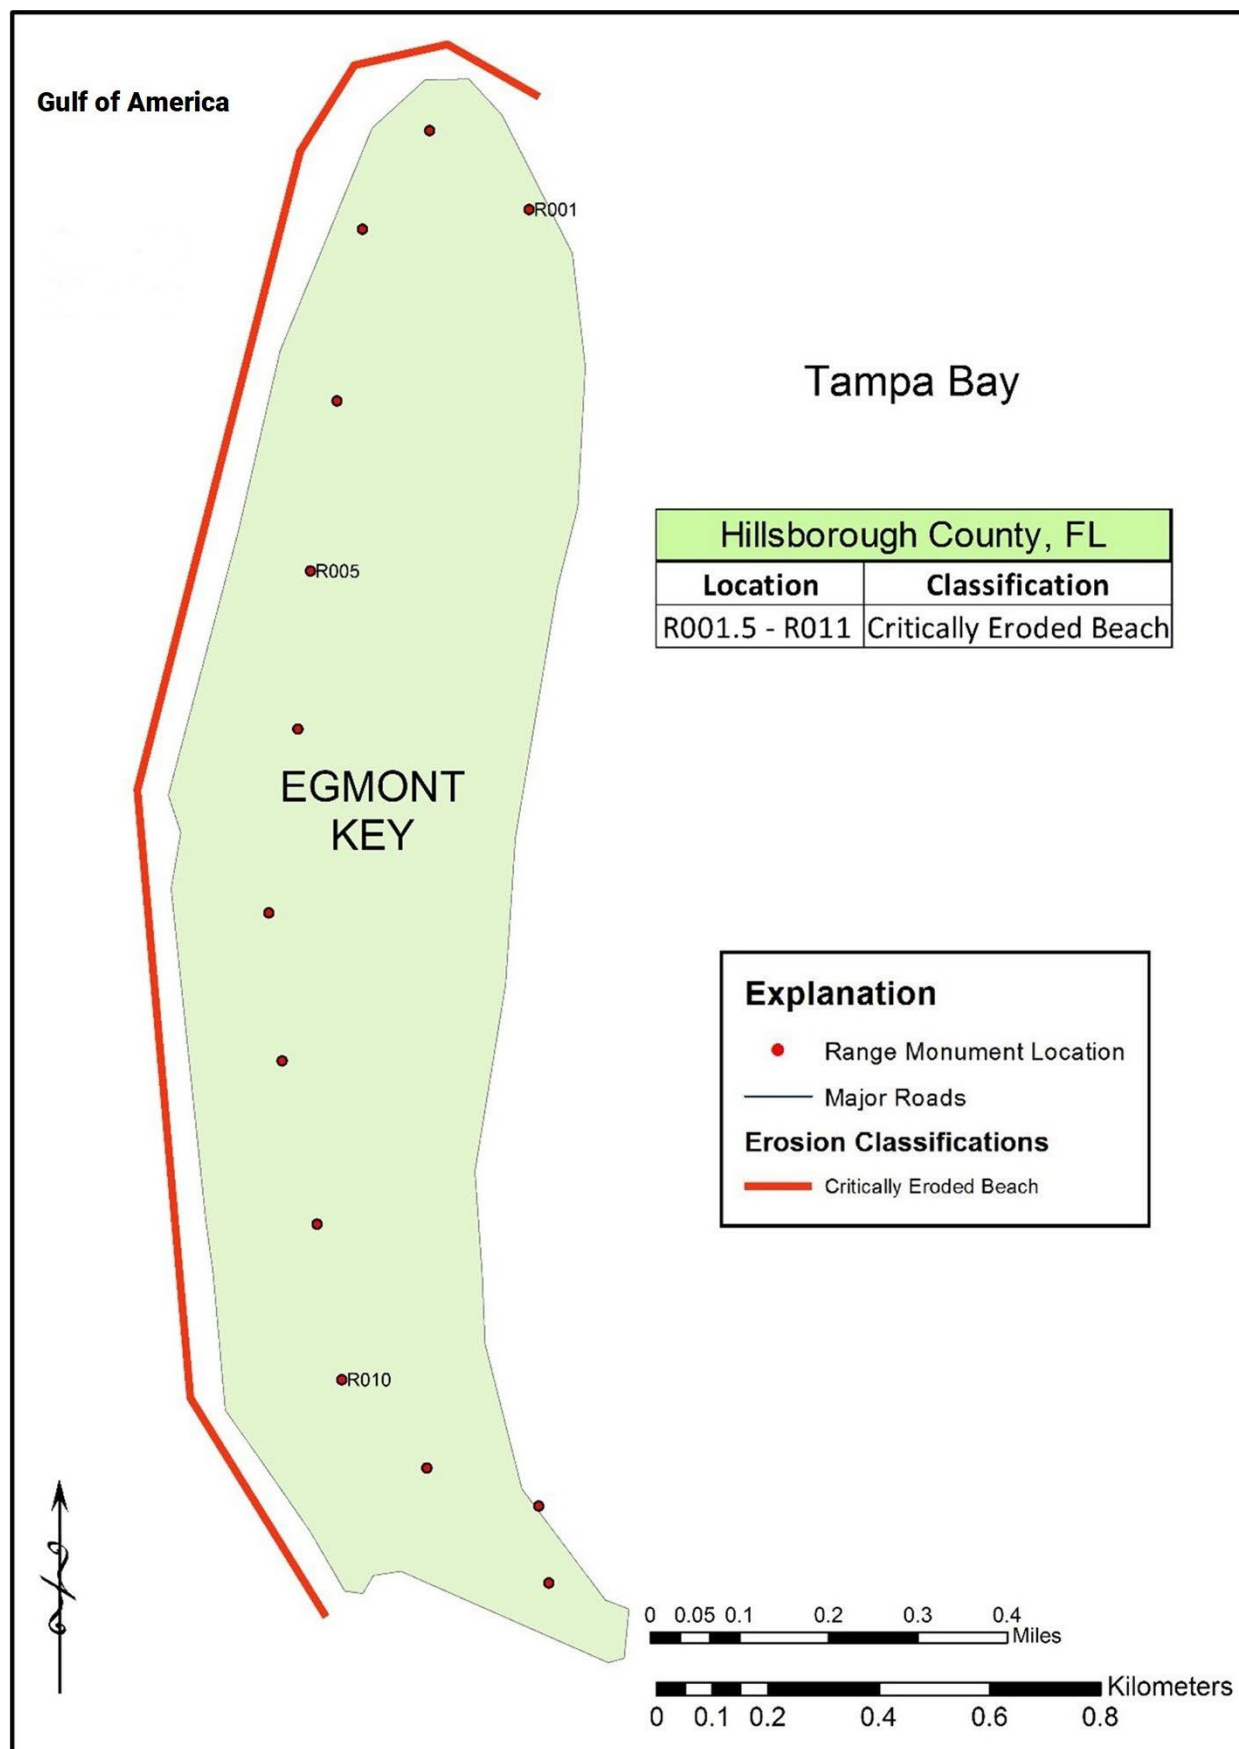 Gulf of America
R001
Tampa Bay
Hillsborough County, FL
Location Classification
R001.5 - R011 Critically Eroded Beach
R005
EGMONT
KEY
Explanation
Range Monument Location
Major Roads
Erosion Classifications
Critically Eroded Beach
R010
0 0.05 0.1 0.2 0.3 0.4
Miles
Kilometers
0 0.1 0.2 0.4 0.6 0.8